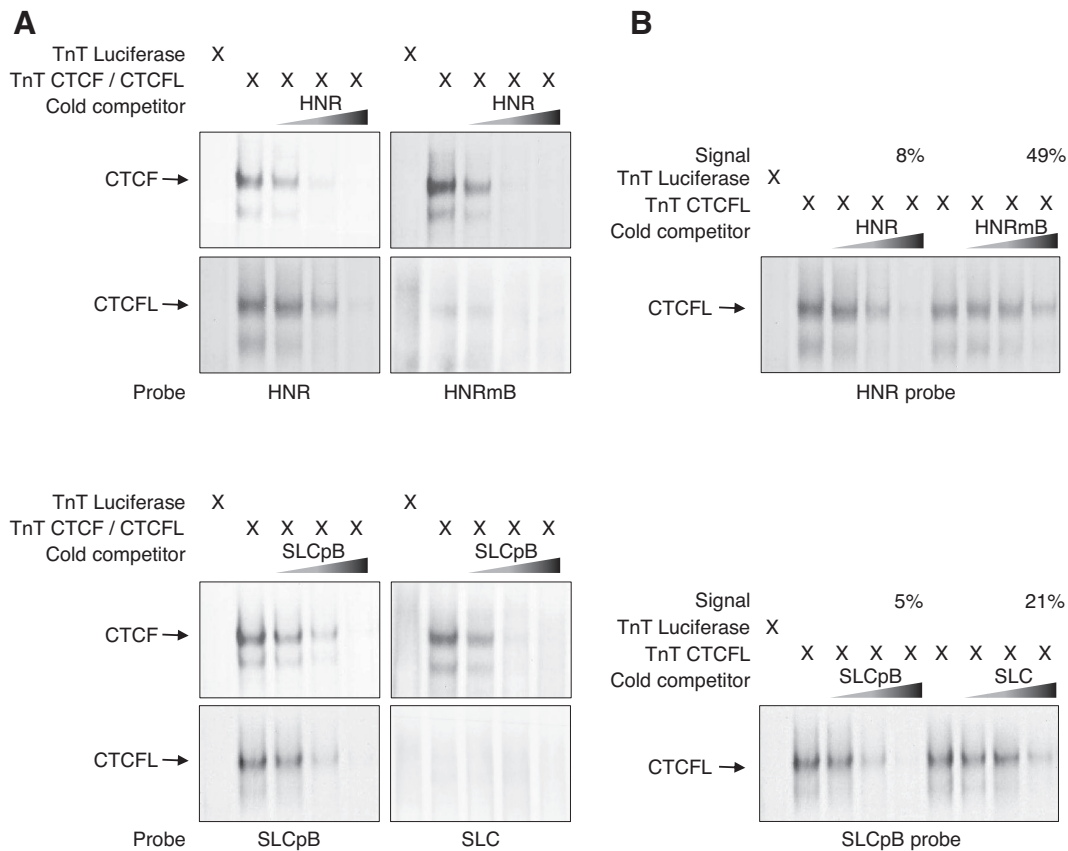 A
TnT Luciferase X X
TnT CTCF / CTCFL X X X X X X X X
Cold competitor HNR HNR
CTCF
CTCFL
Probe HNR HNRmB
B
Signal 8% 49%
TnT Luciferase X
TnT CTCFL X X X X X X X X
Cold competitor HNR HNRmB
CTCFL
HNR probe
TnT Luciferase X X
TnT CTCF / CTCFL X X X X X X X X
Cold competitor SLCpB SLCpB
CTCF
CTCFL
Probe SLCpB SLC
Signal 5% 21%
TnT Luciferase X
TnT CTCFL X X X X X X X X
Cold competitor SLCpB SLC
CTCFL
SLCpB probe